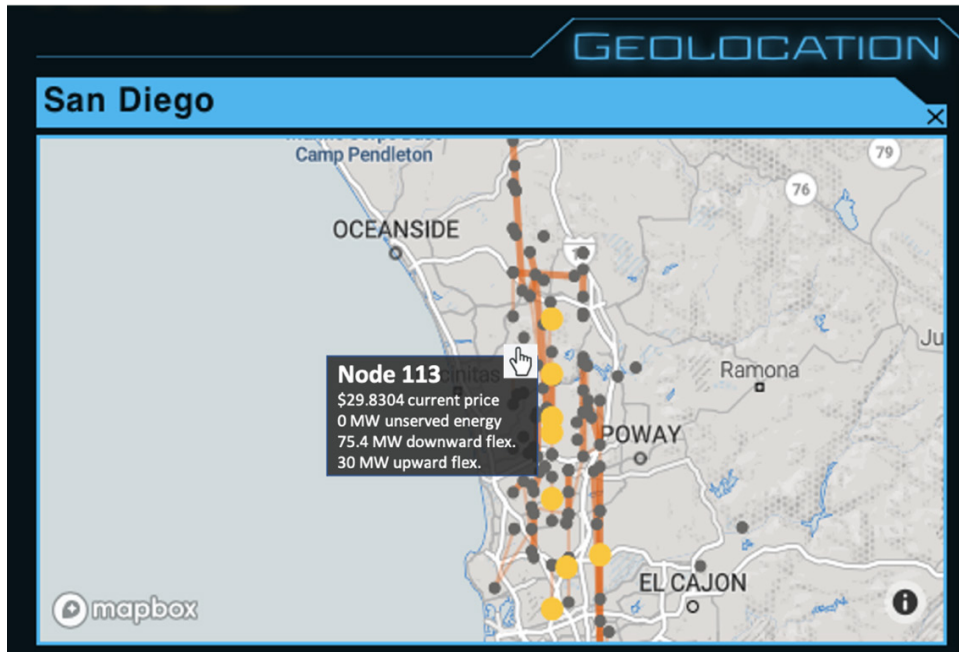 GEOLOCATION
San Diego
Camp Pendleton
79
76
OCEANSIDE
Ju
Ramona
Node 113
$29.8304 current price
0 MW unserved energy
75.4 MW downward flex.
30 MW upward flex.
POWAY
EL CAJON
mapbox